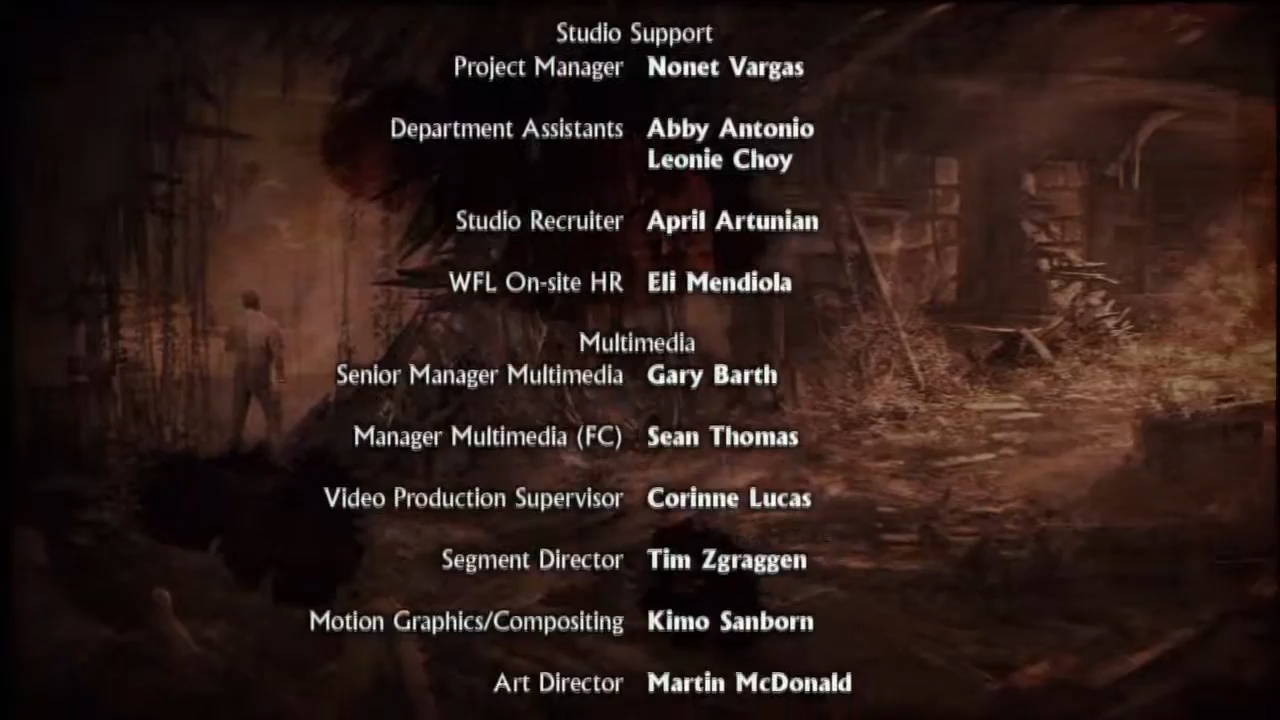 Studio Support
Project Manager Nonet Vargas
Department Assistants Abby Antonio
Leonie Choy
Studio Recruiter April Artunian
WFL On-site HR Eli Mendiola
Multimedia
Senior Manager Multimedia Gary Barth
Manager Multimedia (FC) Sean Thomas
Video Production Supervisor Corinne Lucas
Segment Director Tim Zgraggen
Motion Graphics/Compositing Kimo Sanborn
Art Director Martin McDonald